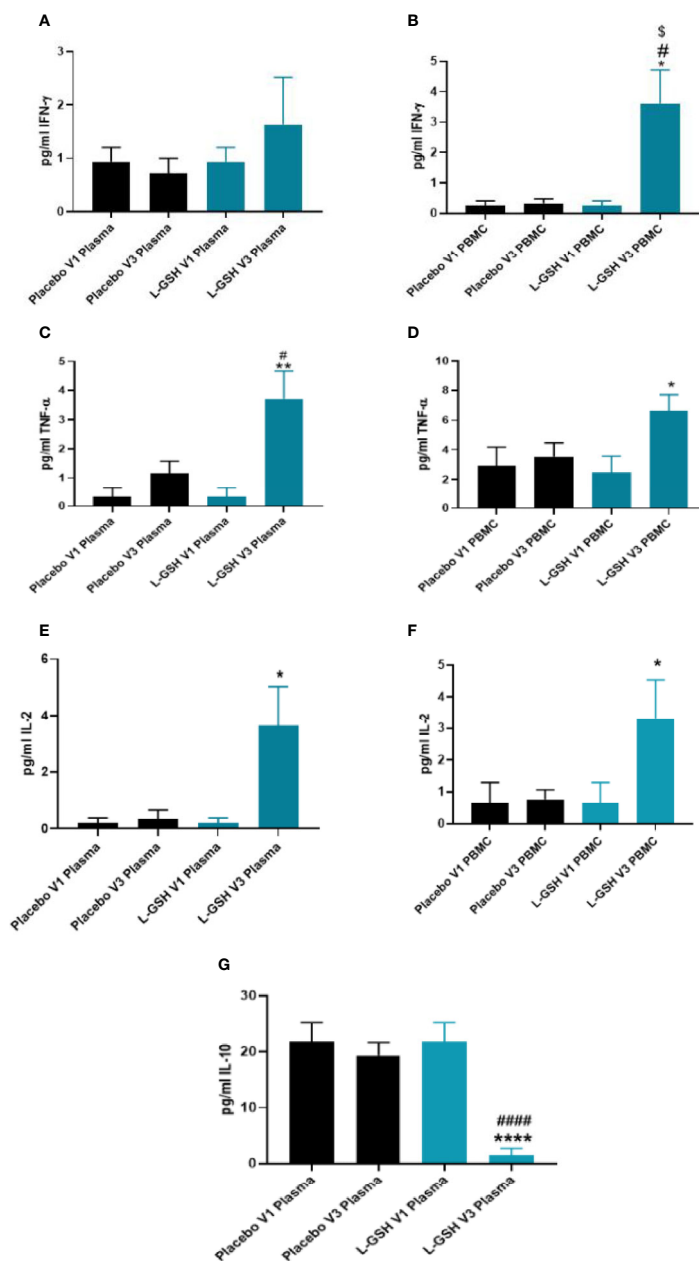 A
3
2
1
0
pg/ml IFN-γ
Placebo V1 Plasma
Placebo V3 Plasma
L-GSH V1 Plasma
L-GSH V3 Plasma
B
$
#
*
5
4
3
2
1
0
pg/ml IFN-γ
Placebo V1 PBMC
Placebo V3 PBMC
L-GSH V1 PBMC
L-GSH V3 PBMC
C
#
**
5
4
3
2
1
0
pg/ml TNF-α
Placebo V1 Plasma
Placebo V3 Plasma
L-GSH V1 Plasma
L-GSH V3 Plasma
D
*
10
8
6
4
2
0
pg/ml TNF-α
Placebo V1 PBMC
Placebo V3 PBMC
L-GSH V1 PBMC
L-GSH V3 PBMC
E
*
6
4
2
0
pg/ml IL-2
Placebo V1 Plasma
Placebo V3 Plasma
L-GSH V1 Plasma
L-GSH V3 Plasma
F
*
5
4
3
2
1
0
pg/ml IL-2
Placebo V1 PBMC
Placebo V3 PBMC
L-GSH V1 PBMC
L-GSH V3 PBMC
G
####
****
30
20
10
0
pg/ml IL-10
Placebo V1 Plasma
Placebo V3 Plasma
L-GSH V1 Plasma
L-GSH V3 Plasma